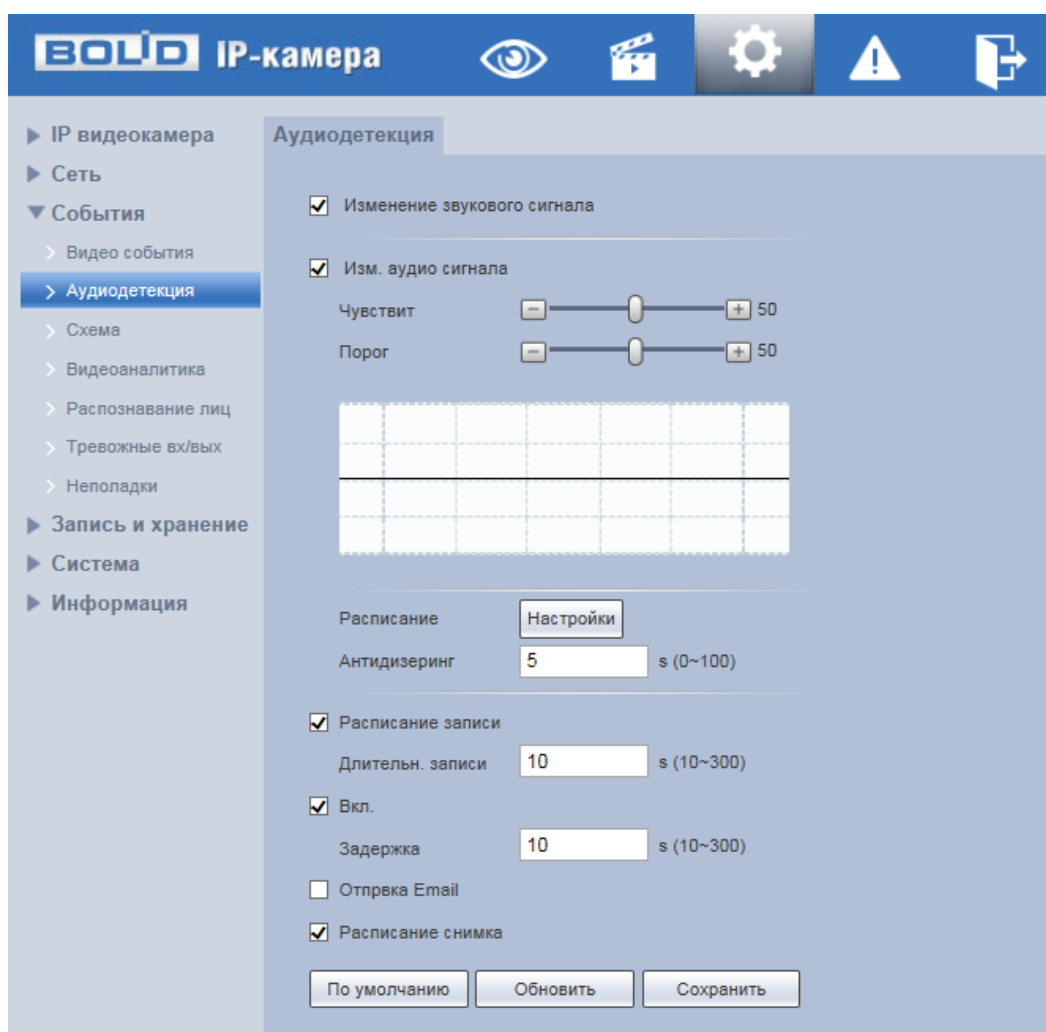 BOLID IP-камера
IP видеокамера
Сеть
События
Видео события
Аудиодетекция
Схема
Видеоаналитика
Распознавание лиц
Тревожные вх/вых
Неполадки
Запись и хранение
Система
Информация
Аудиодетекция
Изменение звукового сигнала
Изм. аудио сигнала
Чувствит 50
Порог 50
Расписание Настройки
Антидизеринг 5 s (0~100)
Расписание записи
Длительн. записи 10 s (10~300)
Вкл.
Задержка 10 s (10~300)
Отпрвка Email
Расписание снимка
По умолчанию Обновить Сохранить